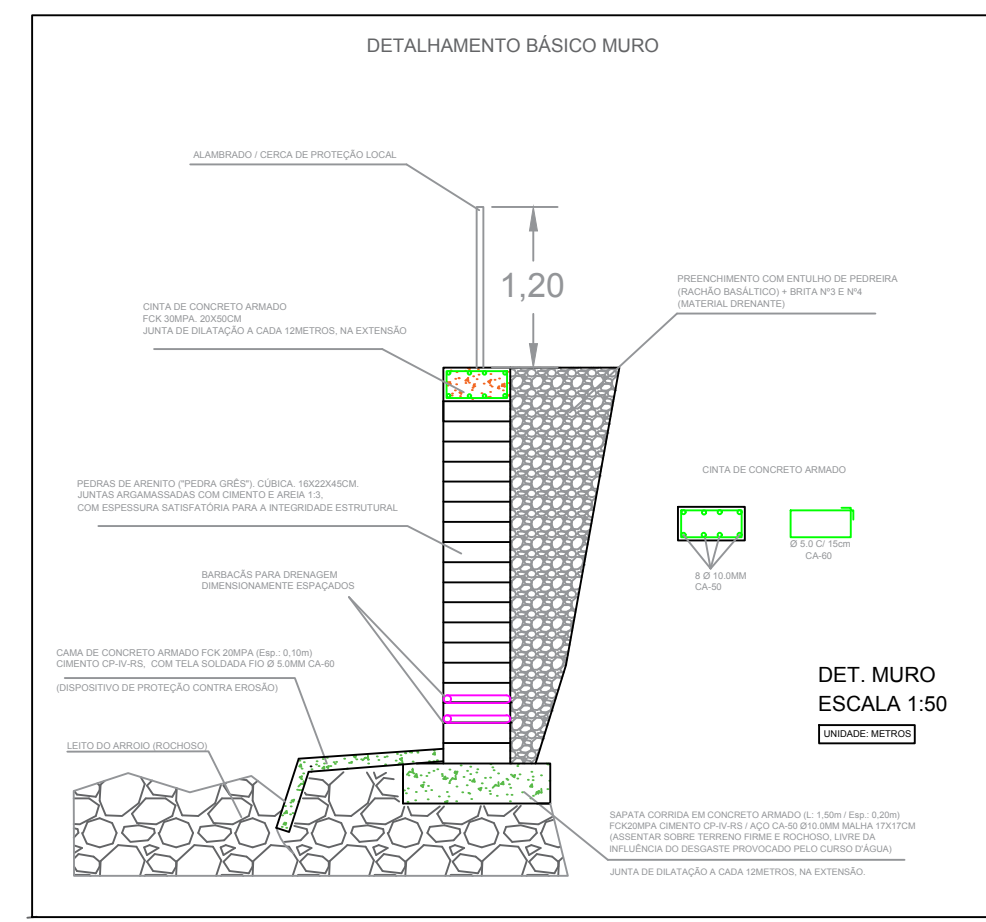 DETALHAMENTO BÁSICO MURO
ALAMBRADO / CERCA DE PROTEÇÃO LOCAL
1,20
PREENCHIMENTO COM ENTULHO DE PEDREIRA
(RACHÃO BASÁLTICO) + BRITA Nº3 E Nº4
(MATERIAL DRENANTE)
CINTA DE CONCRETO ARMADO
FCK 30MPA. 20X50CM
JUNTA DE DILATAÇÃO A CADA 12METROS, NA EXTENSÃO
PEDRAS DE ARENITO ("PEDRA GRÊS"). CÚBICA. 16X22X45CM.
JUNTAS ARGAMASSADAS COM CIMENTO E AREIA 1:3,
COM ESPESSURA SATISFATÓRIA PARA A INTEGRIDADE ESTRUTURAL
CINTA DE CONCRETO ARMADO
Ø 5.0 C/ 15cm
CA-60
8 Ø 10.0MM
CA-50
BARBACÃS PARA DRENAGEM
DIMENSIONAMENTE ESPAÇADOS
CAMA DE CONCRETO ARMADO FCK 20MPA (Esp.: 0,10m)
CIMENTO CP-IV-RS, COM TELA SOLDADA FIO Ø 5.0MM CA-60
(DISPOSITIVO DE PROTEÇÃO CONTRA EROSÃO)
DET. MURO
ESCALA 1:50
UNIDADE: METROS
LEITO DO ARROIO (ROCHOSO)
SAPATA CORRIDA EM CONCRETO ARMADO (L: 1,50m / Esp.: 0,20m)
FCK20MPA CIMENTO CP-IV-RS / AÇO CA-50 Ø10.0MM MALHA 17X17CM
(ASSENTAR SOBRE TERRENO FIRME E ROCHOSO, LIVRE DA
INFLUÊNCIA DO DESGASTE PROVOCADO PELO CURSO D'ÁGUA)
JUNTA DE DILATAÇÃO A CADA 12METROS, NA EXTENSÃO.